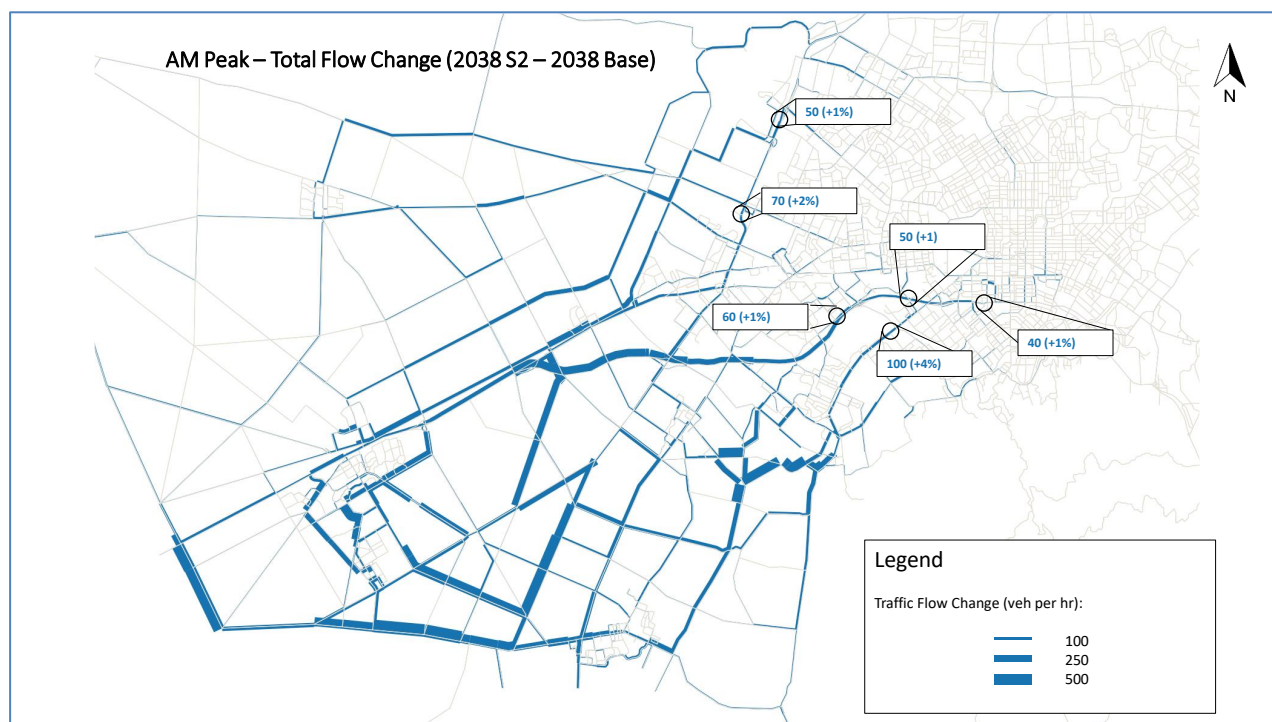 AM Peak – Total Flow Change (2038 S2 – 2038 Base)
N
50 (+1%)
70 (+2%)
50 (+1)
60 (+1%)
40 (+1%)
100 (+4%)
Legend
Traffic Flow Change (veh per hr):
100
250
500